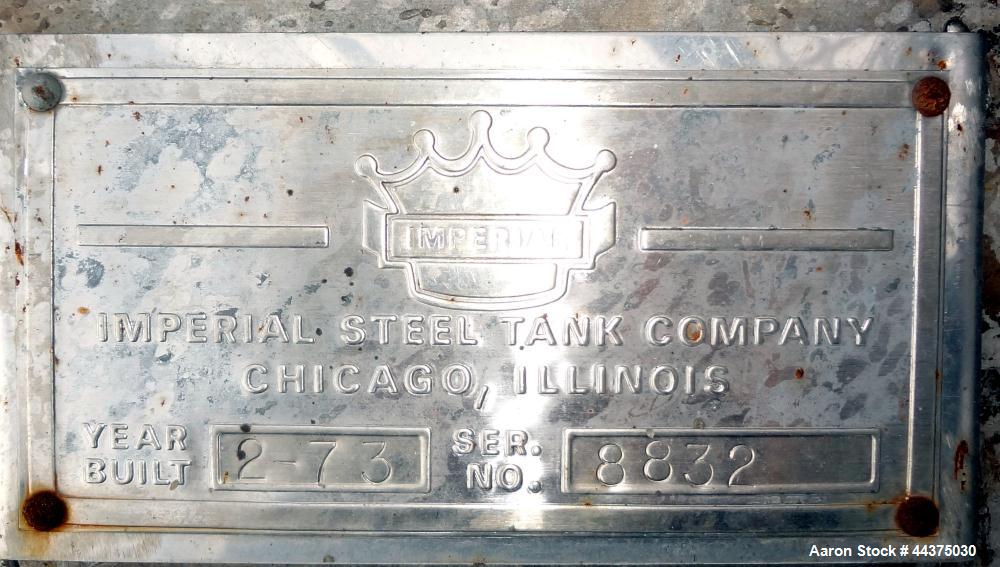 IMPERIAL
IMPERIAL STEEL TANK COMPANY
CHICAGO, ILLINOIS
YEAR BUILT 2-73 SER. NO. 8832
Aaron Stock # 44375030